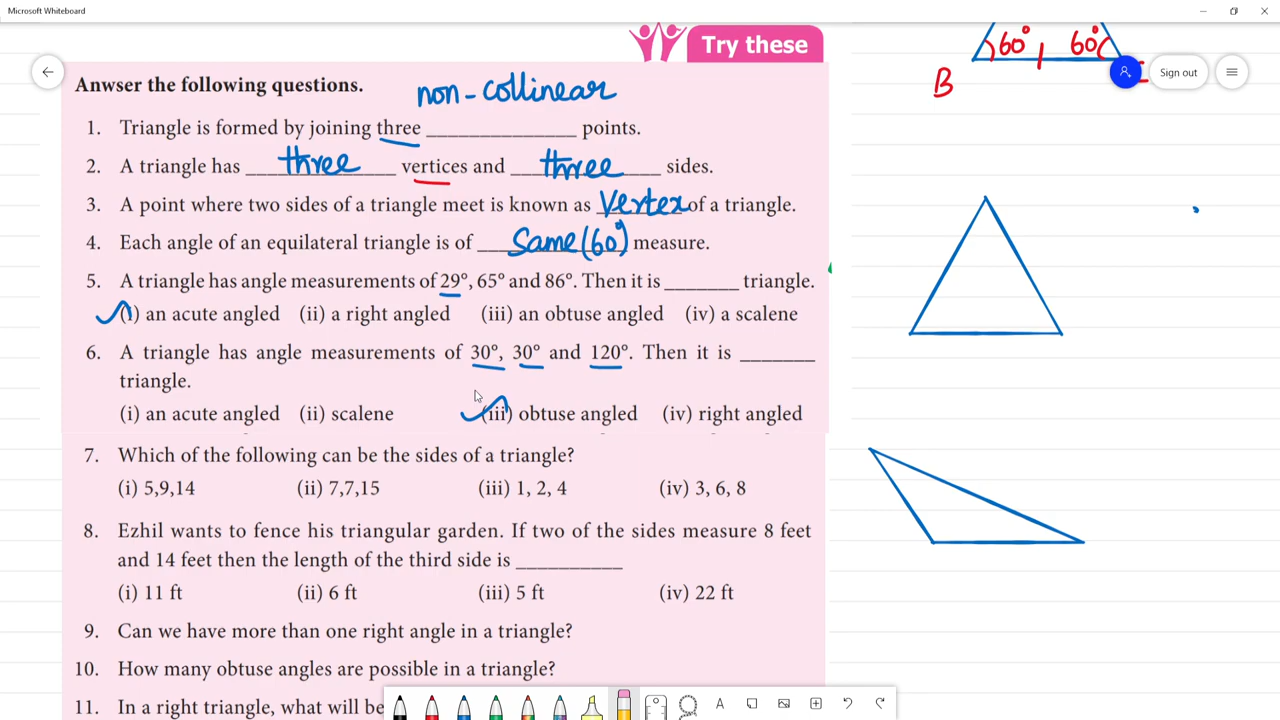 Microsoft Whiteboard
Try these
60° 60°
B
Sign out
Anwser the following questions.
non-collinear
1. Triangle is formed by joining three ______________ points.
2. A triangle has three vertices and three sides.
3. A point where two sides of a triangle meet is known as Vertex of a triangle.
4. Each angle of an equilateral triangle is of Same(60°) measure.
5. A triangle has angle measurements of 29°, 65° and 86°. Then it is _______ triangle.
(i) an acute angled (ii) a right angled (iii) an obtuse angled (iv) a scalene
6. A triangle has angle measurements of 30°, 30° and 120°. Then it is _______
triangle.
(i) an acute angled (ii) scalene (iii) obtuse angled (iv) right angled
7. Which of the following can be the sides of a triangle?
(i) 5,9,14 (ii) 7,7,15 (iii) 1, 2, 4 (iv) 3, 6, 8
8. Ezhil wants to fence his triangular garden. If two of the sides measure 8 feet
and 14 feet then the length of the third side is __________
(i) 11 ft (ii) 6 ft (iii) 5 ft (iv) 22 ft
9. Can we have more than one right angle in a triangle?
10. How many obtuse angles are possible in a triangle?
11. In a right triangle, what will be